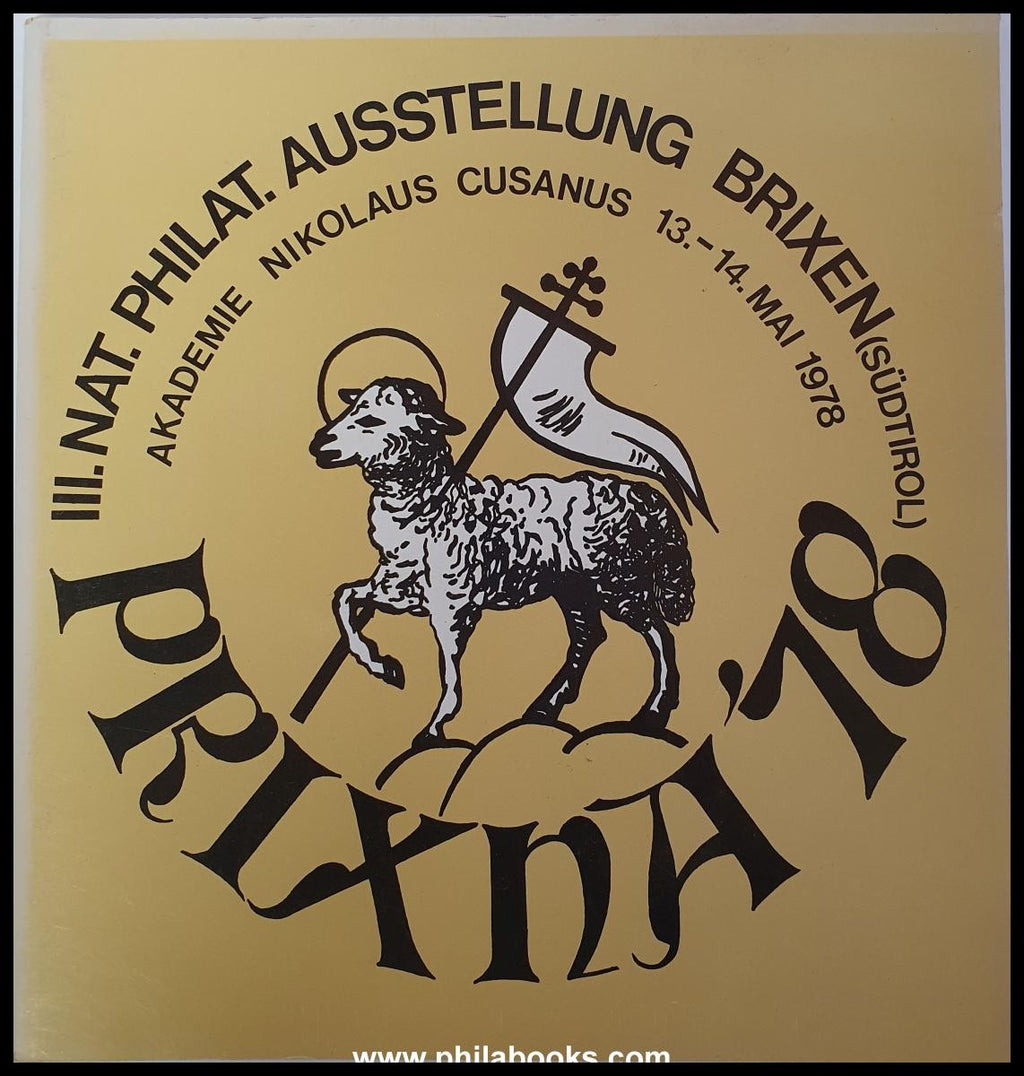 III. NAT. PHILAT. AUSSTELLUNG BRIXEN (SÜDTIROL)
AKADEMIE NIKOLAUS CUSANUS 13.-14. MAI 1978
PRIXNA '78
www.philabooks.com